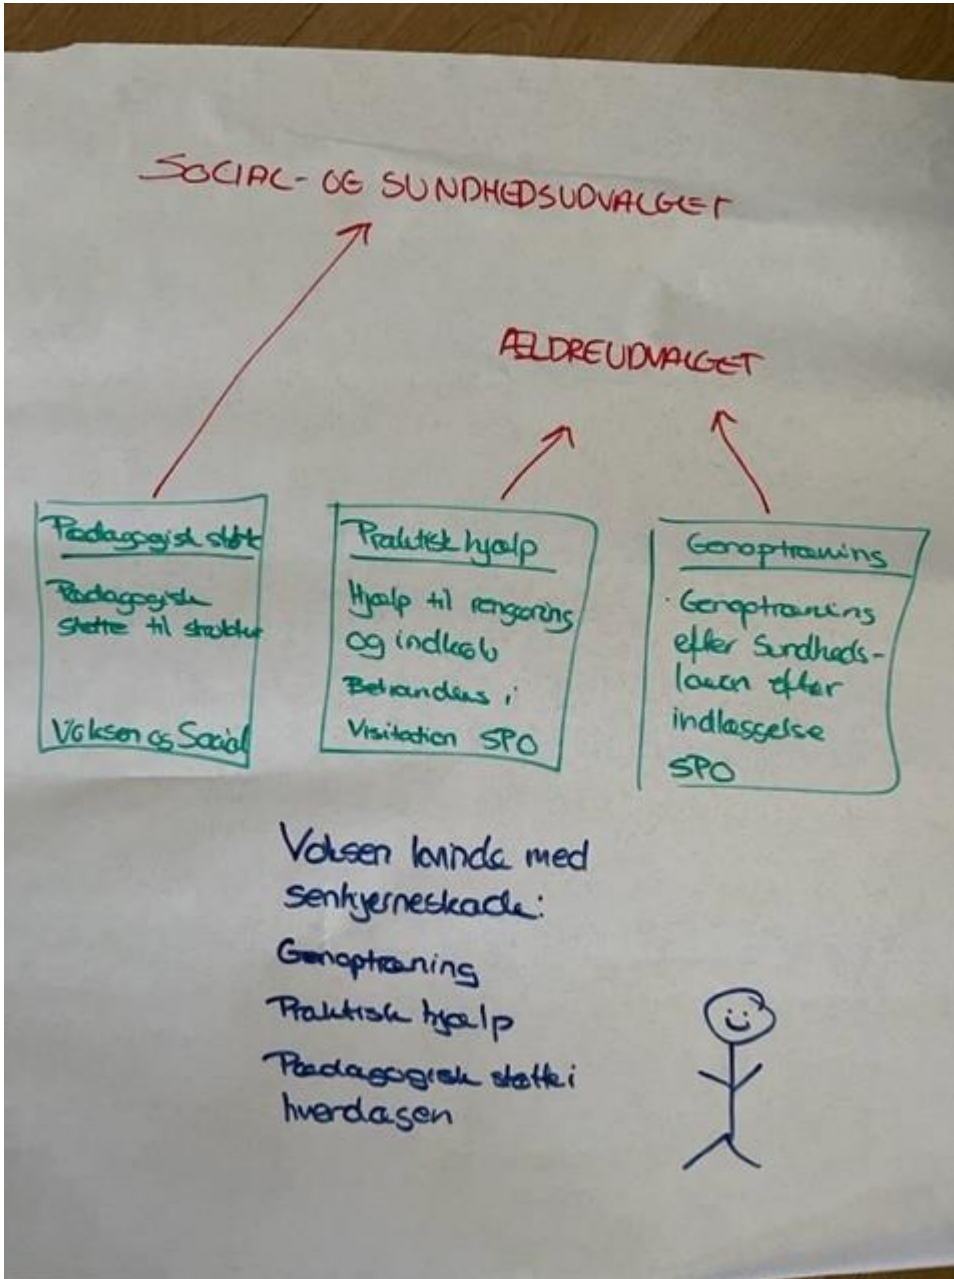 SOCIAL- OG SUNDHEDSUDVALGET
ÆLDREUDVALGET
Pædagogisk støtte
Pædagogisk
støtte til struktur
Voksen og Social
Praktisk hjælp
Hjælp til rengøring
og indkøb
Behandles i
Visitation SPO
Genoptræning
· Genoptræning
efter Sundheds-
loven efter
indlæggelse
SPO
Voksen kvinde med
senhjerneskade:
Genoptræning
Praktisk hjælp
Pædagogisk støtte i
hverdagen